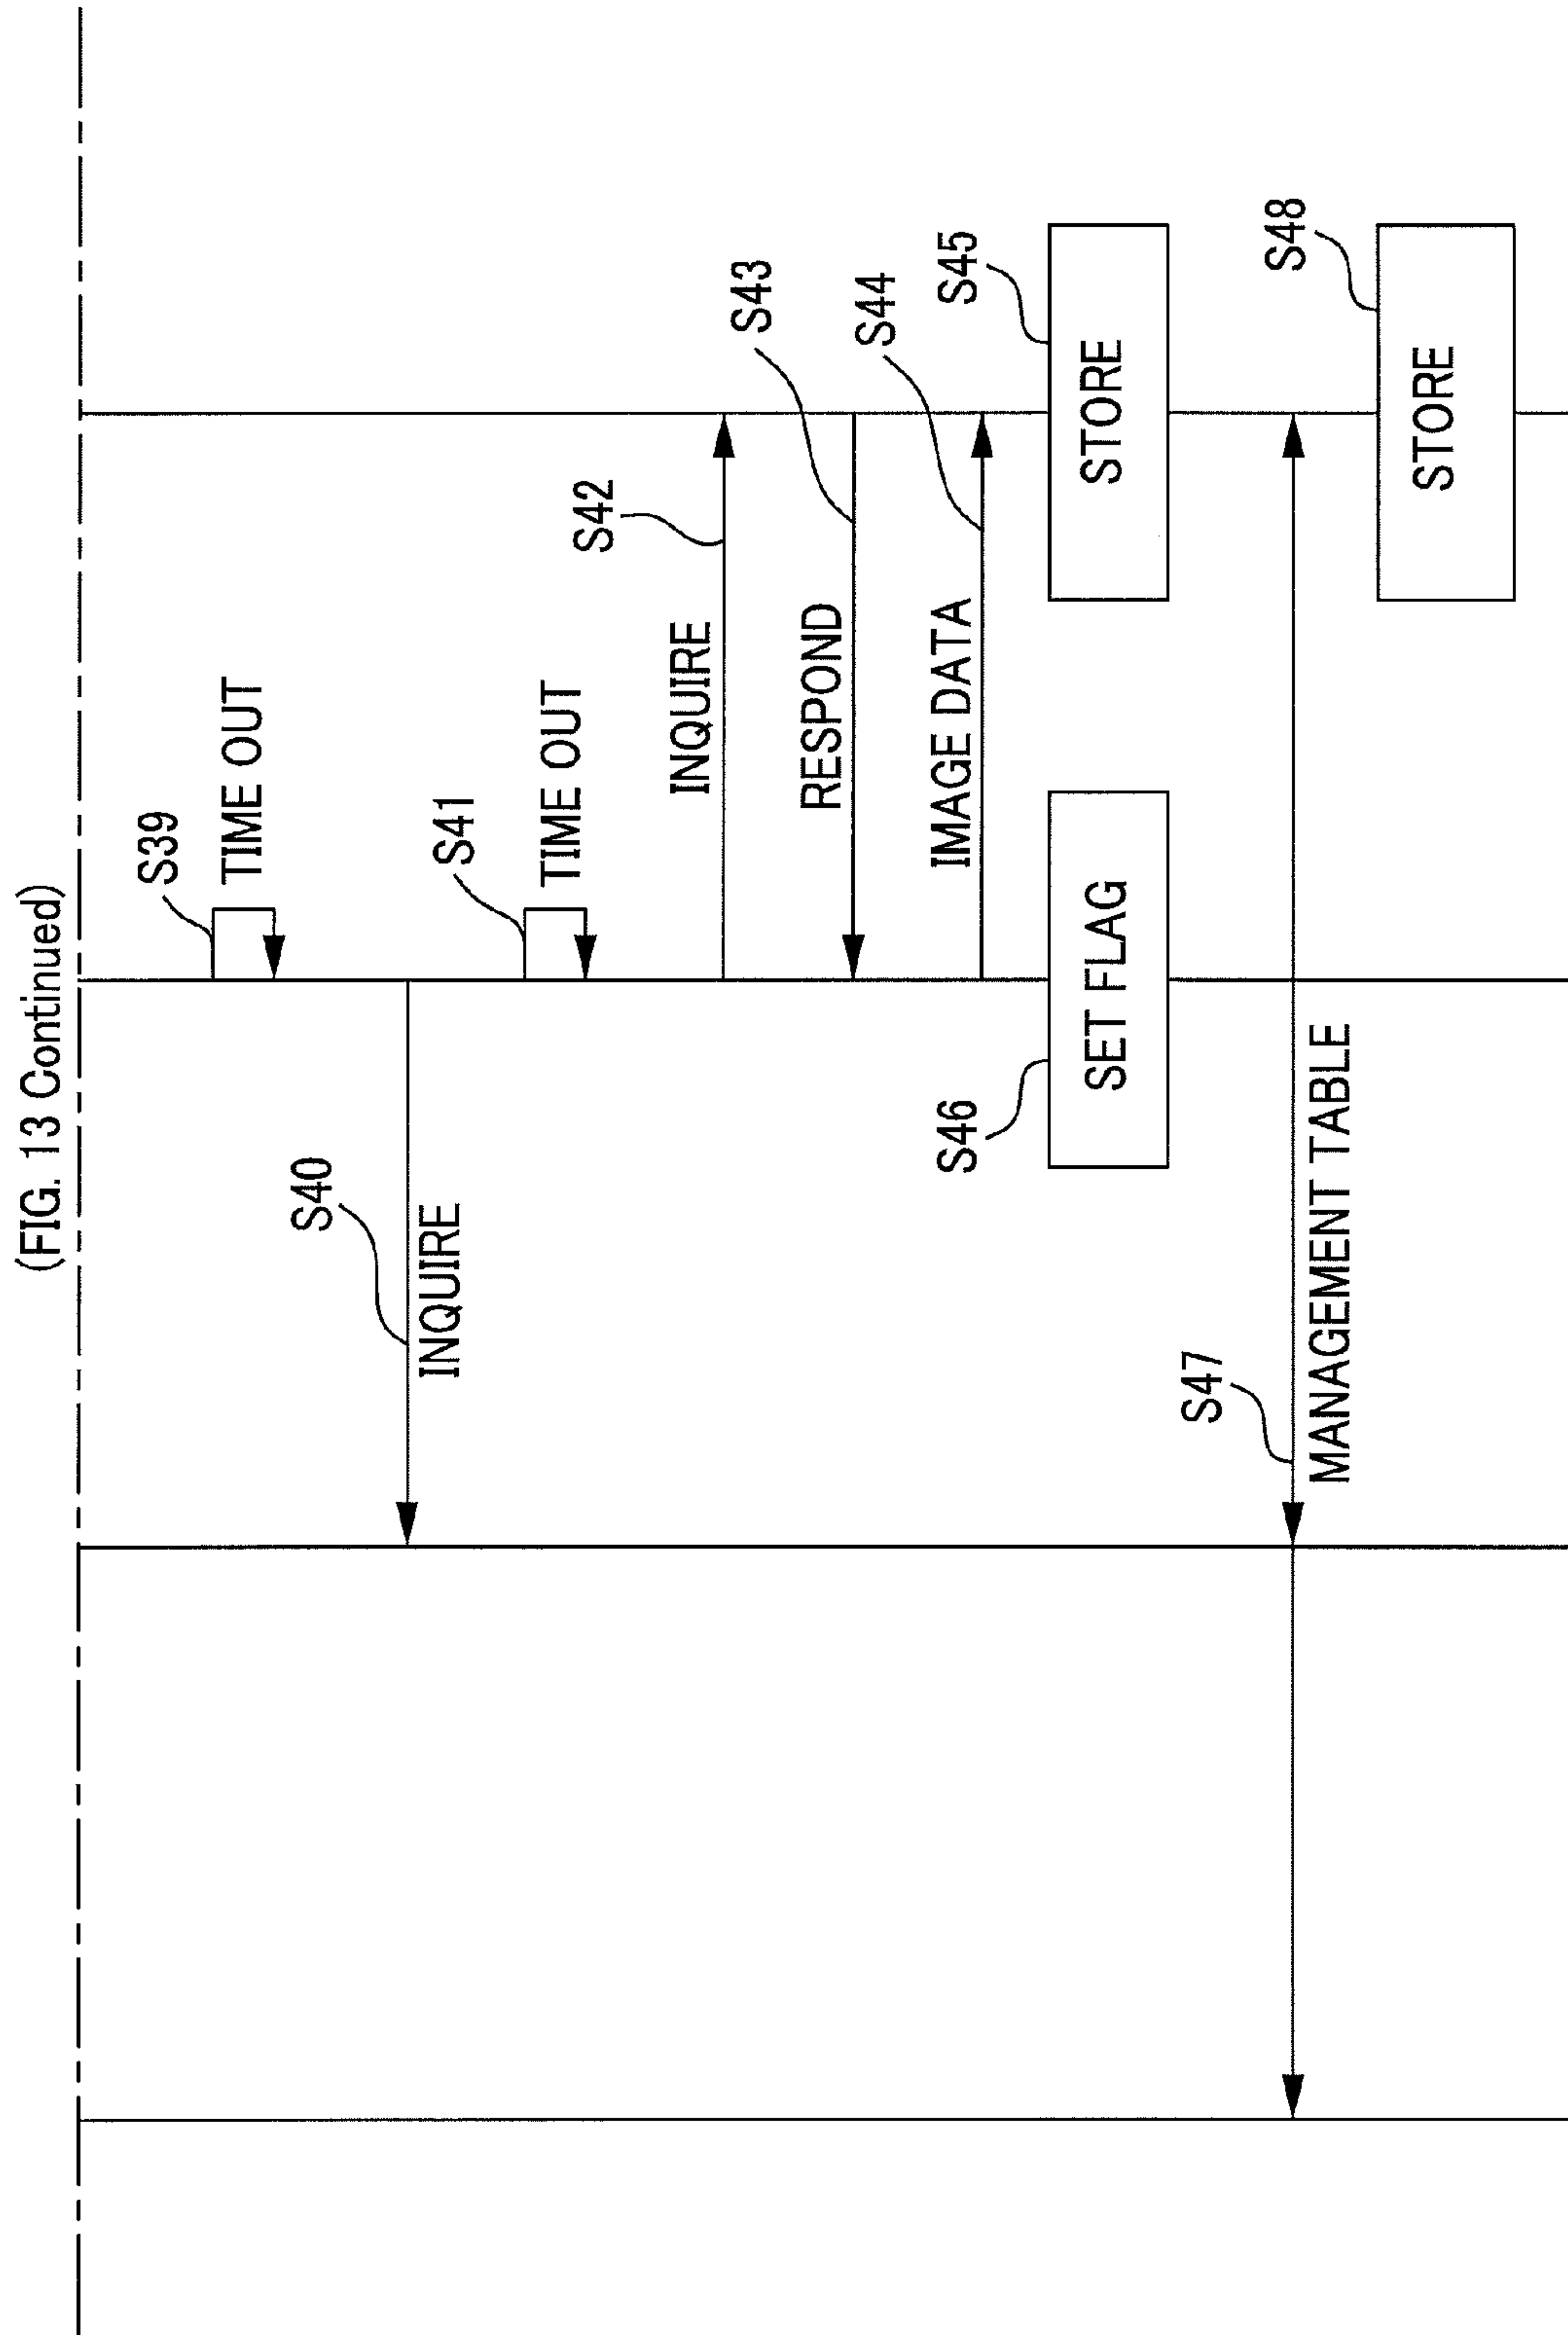 (FIG. 13 Continued)
S39
TIME OUT
S40
INQUIRE
S41
TIME OUT
S42
INQUIRE
S43
RESPOND
S44
IMAGE DATA
S45
STORE
S46
SET FLAG
S47
MANAGEMENT TABLE
S48
STORE